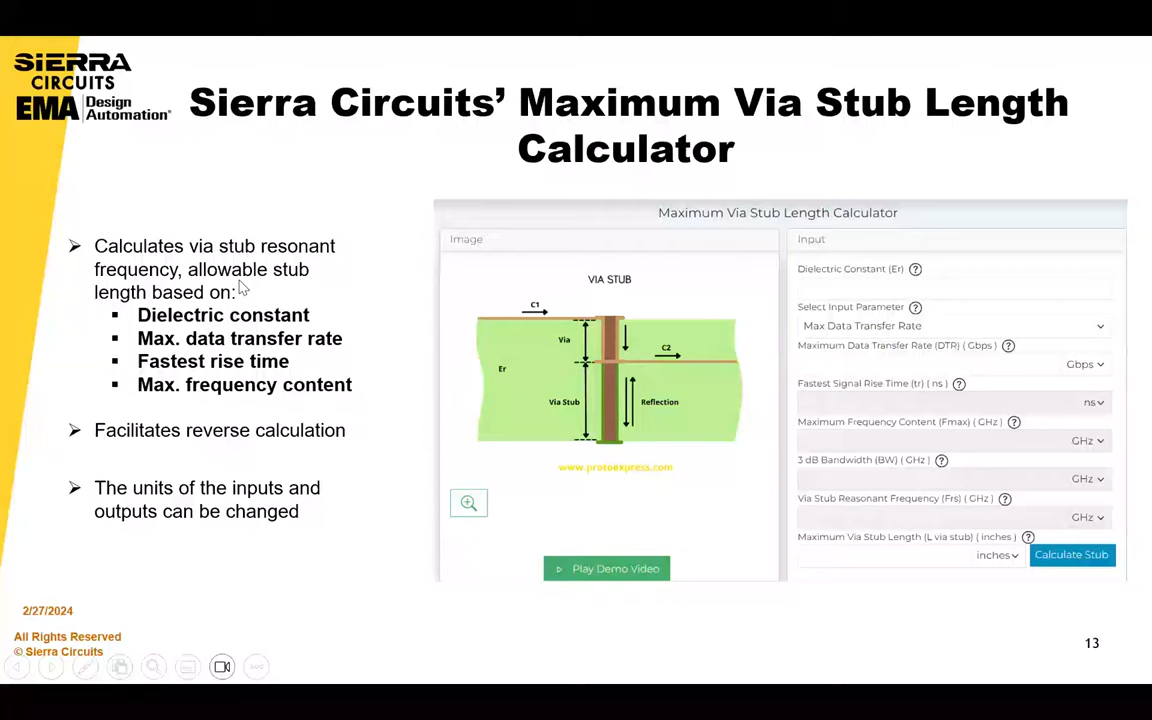 SIERRA
CIRCUITS
EMA Design
Automation®
Sierra Circuits’ Maximum Via Stub Length
Calculator
➢ Calculates via stub resonant
frequency, allowable stub
length based on:
▪ Dielectric constant
▪ Max. data transfer rate
▪ Fastest rise time
▪ Max. frequency content
➢ Facilitates reverse calculation
➢ The units of the inputs and
outputs can be changed
Maximum Via Stub Length Calculator
Image
VIA STUB
C1
Via
C2
Er
Via Stub
Reflection
www.protoexpress.com
Play Demo Video
Input
Dielectric Constant (Er) ?
Select Input Parameter ?
Max Data Transfer Rate
Maximum Data Transfer Rate (DTR) ( Gbps ) ?
Gbps
Fastest Signal Rise Time (tr) ( ns ) ?
ns
Maximum Frequency Content (Fmax) ( GHz ) ?
GHz
3 dB Bandwidth (BW) ( GHz ) ?
GHz
Via Stub Reasonant Frequency (Frs) ( GHz ) ?
GHz
Maximum Via Stub Length (L via stub) ( inches ) ?
inches Calculate Stub
2/27/2024
All Rights Reserved
© Sierra Circuits
13